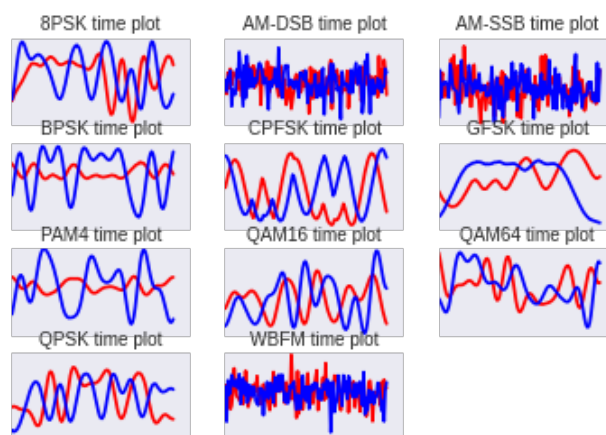 8PSK time plot
AM-DSB time plot
AM-SSB time plot
BPSK time plot
CPFSK time plot
GFSK time plot
PAM4 time plot
QAM16 time plot
QAM64 time plot
QPSK time plot
WBFM time plot